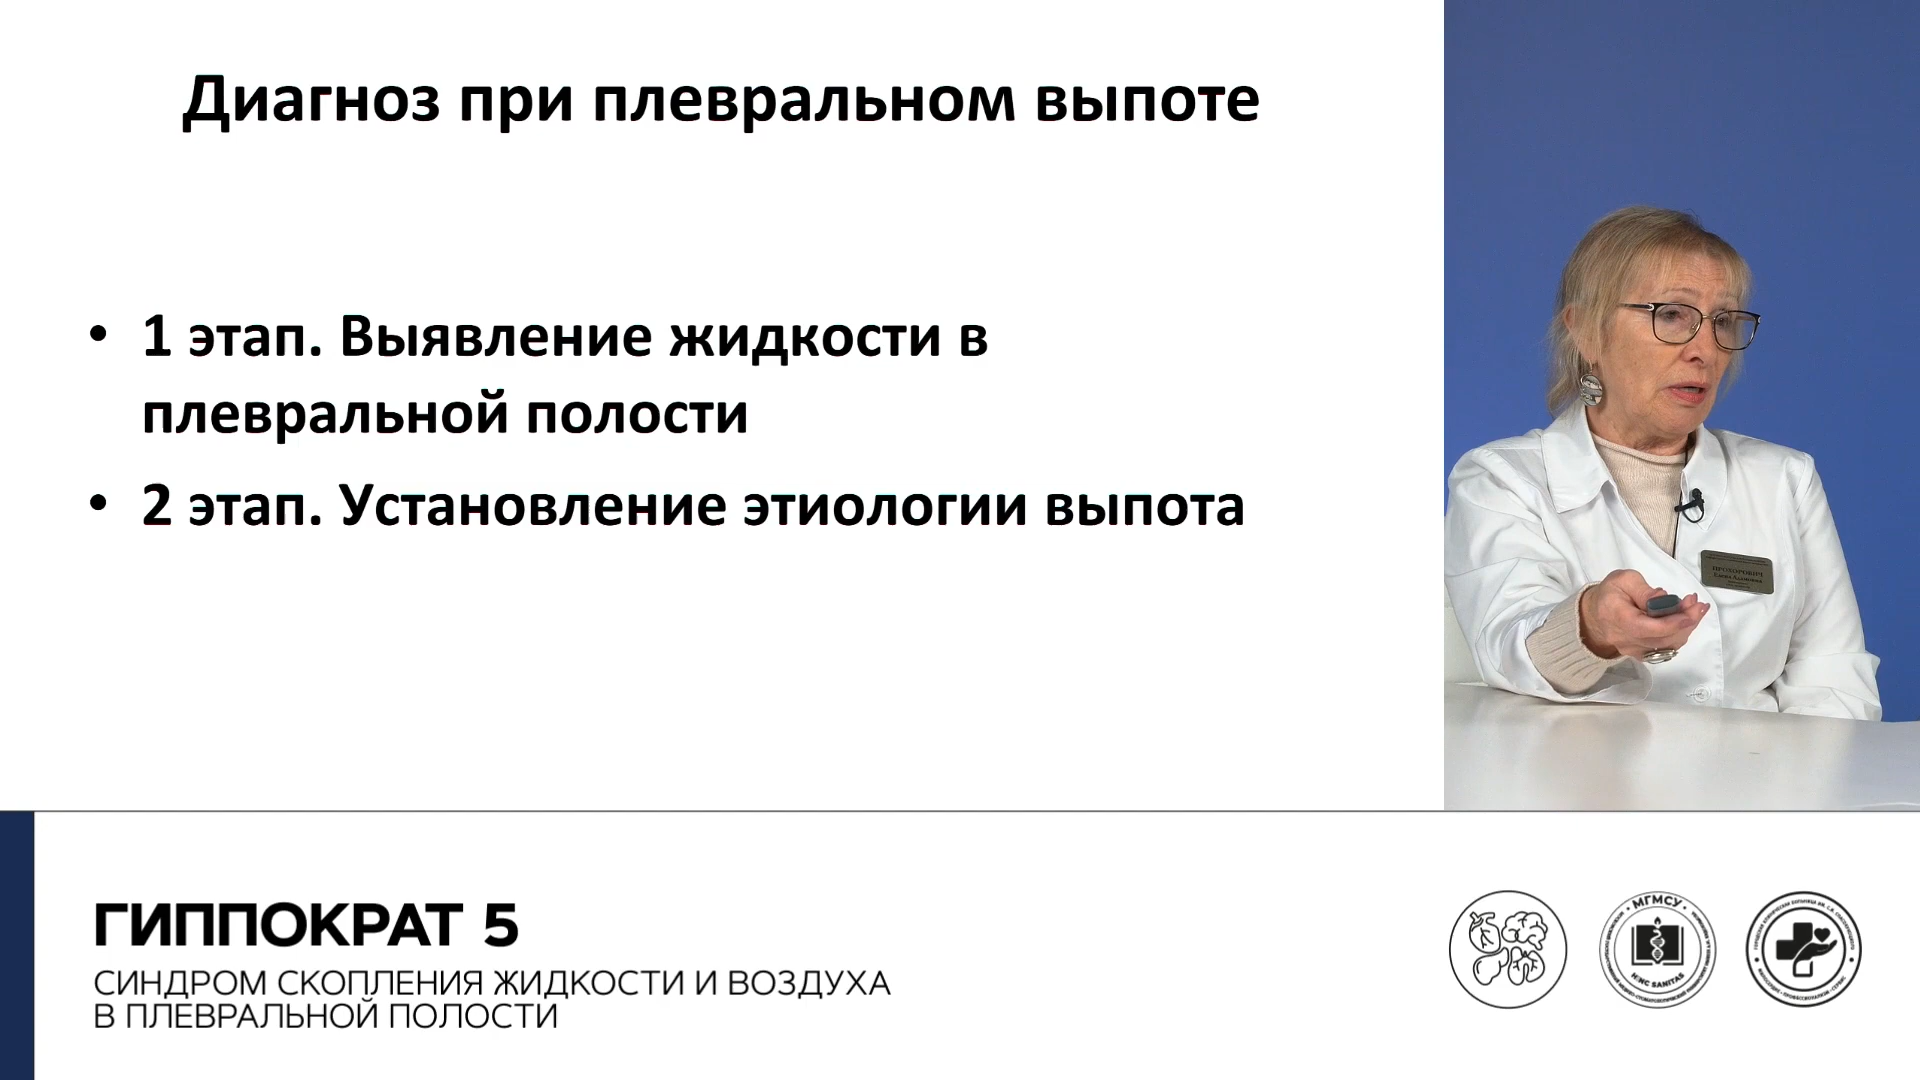 Диагноз при плевральном выпоте
• 1 этап. Выявление жидкости в
плевральной полости
• 2 этап. Установление этиологии выпота
ПРОХОРОВИЧ
ГИППОКРАТ 5
СИНДРОМ СКОПЛЕНИЯ ЖИДКОСТИ И ВОЗДУХА
В ПЛЕВРАЛЬНОЙ ПОЛОСТИ
МГМСУ